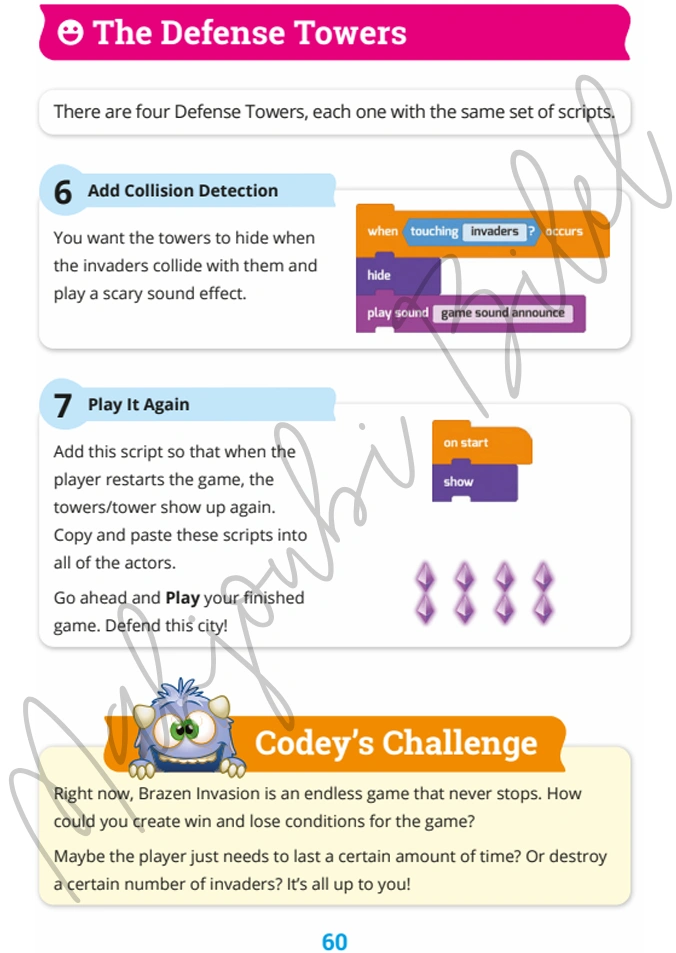 The Defense Towers
There are four Defense Towers, each one with the same set of scripts.
6 Add Collision Detection
You want the towers to hide when
the invaders collide with them and
play a scary sound effect.
when touching invaders ? occurs
hide
play sound game sound announce
7 Play It Again
Add this script so that when the
player restarts the game, the
towers/tower show up again.
Copy and paste these scripts into
all of the actors.
Go ahead and Play your finished
game. Defend this city!
on start
show
Codey's Challenge
Right now, Brazen Invasion is an endless game that never stops. How
could you create win and lose conditions for the game?
Maybe the player just needs to last a certain amount of time? Or destroy
a certain number of invaders? It's all up to you!
60
Mahjoubi Bilel